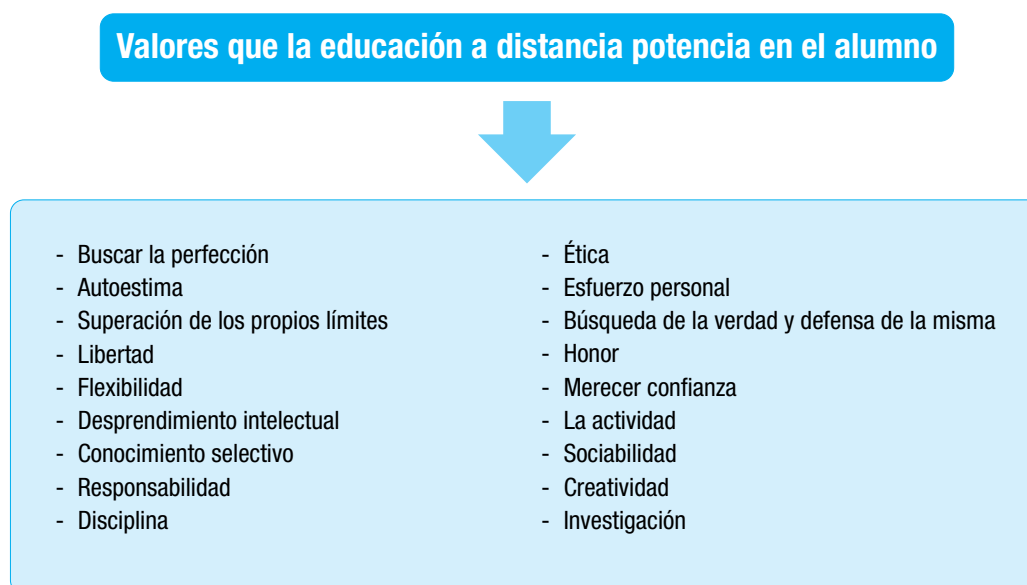 Valores que la educación a distancia potencia en el alumno
- Buscar la perfección
- Autoestima
- Superación de los propios límites
- Libertad
- Flexibilidad
- Desprendimiento intelectual
- Conocimiento selectivo
- Responsabilidad
- Disciplina
- Ética
- Esfuerzo personal
- Búsqueda de la verdad y defensa de la misma
- Honor
- Merecer confianza
- La actividad
- Sociabilidad
- Creatividad
- Investigación